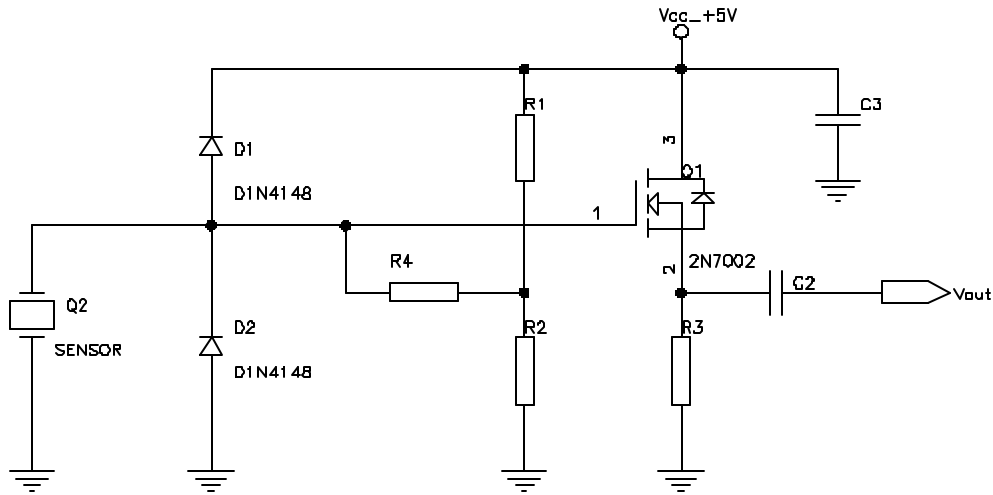 Vcc_+5V
R1
C3
3
D1
Q1
D1N4148
1
R4
2
2N7002
C2
Vout
Q2
D2
R2
R3
SENSOR
D1N4148